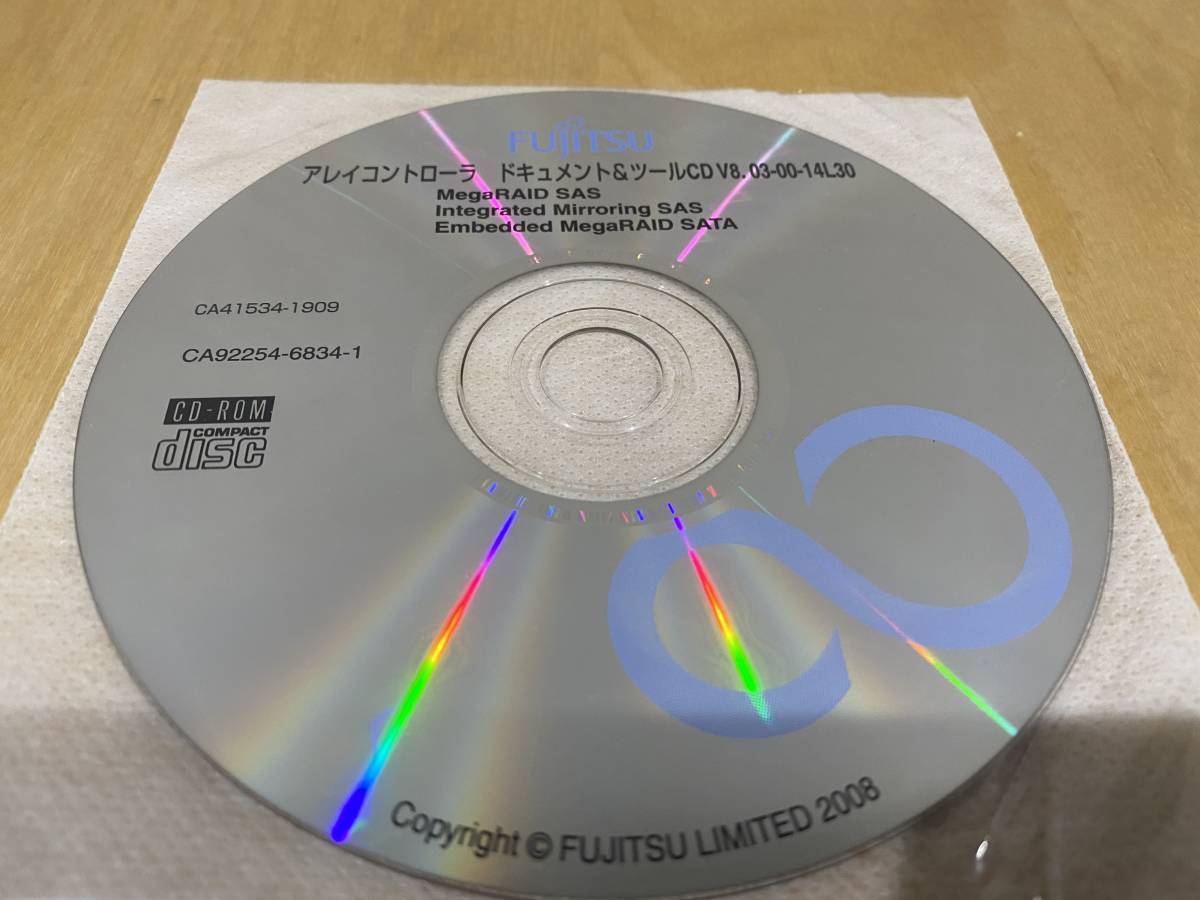 FUJITSU
アレイコントローラ ドキュメント&ツールCD V8.03-00-14L30
MegaRAID SAS
Integrated Mirroring SAS
Embedded MegaRAID SATA
CA41534-1909
CA92254-6834-1
CD-ROM
COMPACT
disc
Copyright © FUJITSU LIMITED 2008